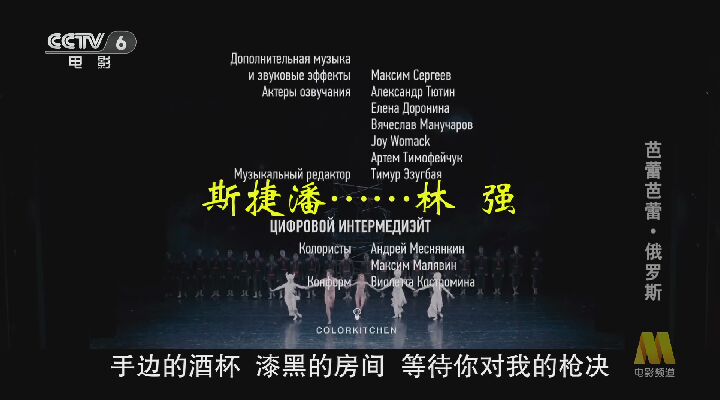 CCTV 6
电影
Дополнительная музыка
и звуковые эффекты Максим Сергеев
Актеры озвучания Александр Тютин
Елена Доронина
Вячеслав Манучаров
Joy Womack
Артем Тимофейчук
Музыкальный редактор Тимур Эзугбая
斯捷潘······林 强
ЦИФРОВОЙ ИНТЕРМЕДИЭЙТ
Колористы Андрей Меснянкин
Максим Малявин
Конформ Виолетта Костромина
COLORKITCHEN
芭蕾芭蕾·俄罗斯
电影频道
手边的酒杯 漆黑的房间 等待你对我的枪决